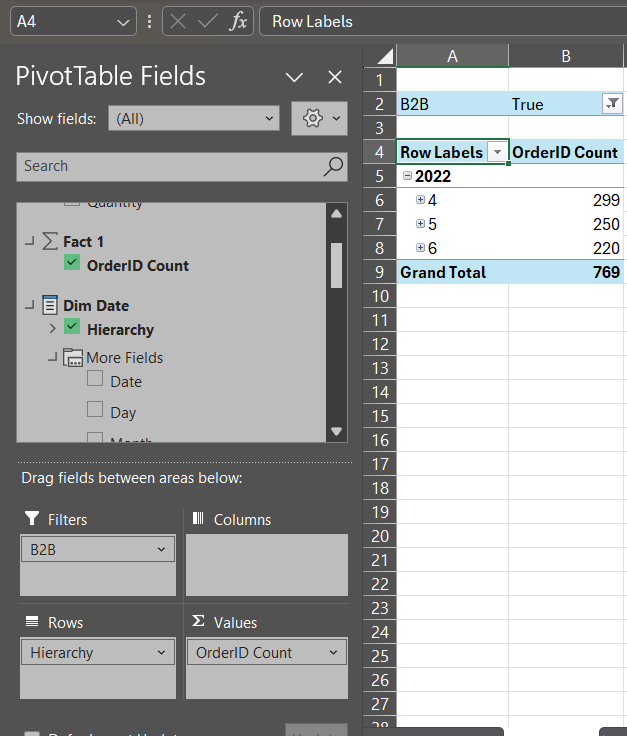 A4
fx
Row Labels
PivotTable Fields
Show fields:
(All)
Search
Quantity
Fact 1
OrderID Count
Dim Date
Hierarchy
More Fields
Date
Day
Month
Drag fields between areas below:
Filters
Columns
B2B
Rows
Σ Values
Hierarchy
OrderID Count
A B
1
2 B2B True
3
4 Row Labels OrderID Count
5 2022
6 4 299
7 5 250
8 6 220
9 Grand Total 769
10
11
12
13
14
15
16
17
18
19
20
21
22
23
24
25
26
27
28